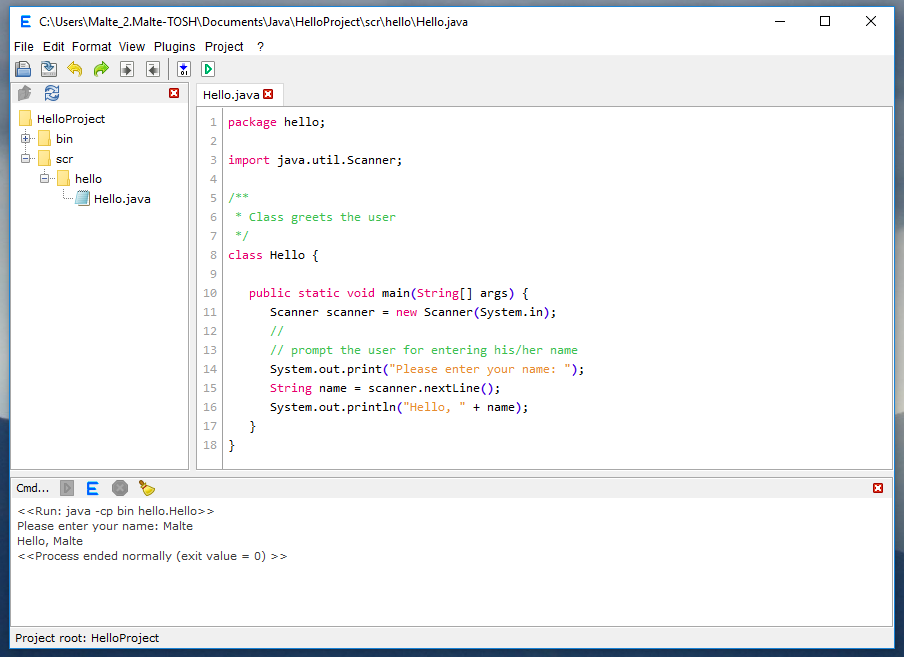 E C:\Users\Malte_2.Malte-TOSH\Documents\Java\HelloProject\scr\hello\Hello.java
File Edit Format View Plugins Project ?
Hello.java
HelloProject
bin
scr
hello
Hello.java
1 package hello;
2
3 import java.util.Scanner;
4
5 /**
6 * Class greets the user
7 */
8 class Hello {
9
10 public static void main(String[] args) {
11 Scanner scanner = new Scanner(System.in);
12 //
13 // prompt the user for entering his/her name
14 System.out.print("Please enter your name: ");
15 String name = scanner.nextLine();
16 System.out.println("Hello, " + name);
17 }
18 }
Cmd... E
<<Run: java -cp bin hello.Hello>>
Please enter your name: Malte
Hello, Malte
<<Process ended normally (exit value = 0) >>
Project root: HelloProject